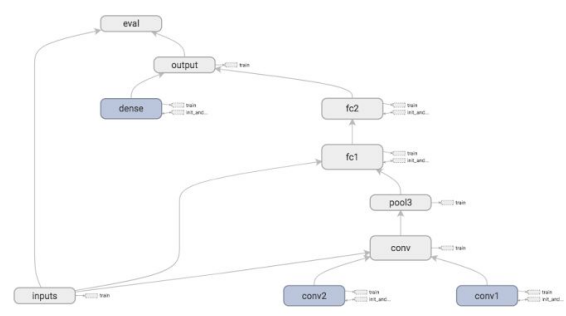 eval
output
train
dense
train
init_and...
fc2
train
init_and...
fc1
train
init_and...
pool3
train
conv
train
inputs
train
conv2
train
init_and...
conv1
train
init_and...